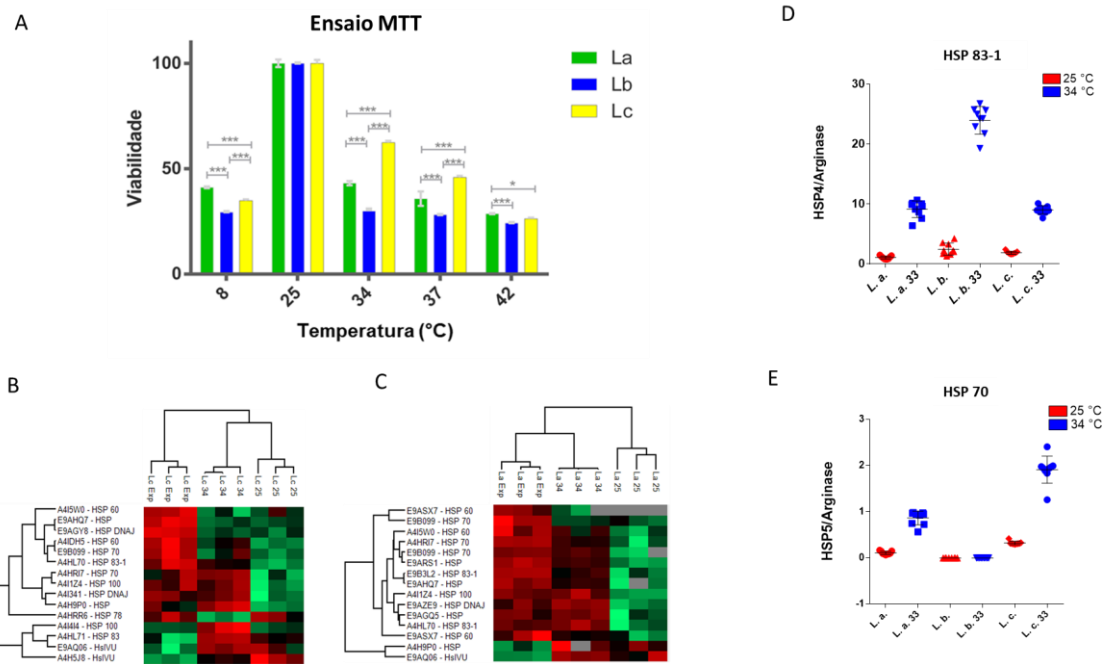 A
Ensaio MTT
La
Lb
Lc
Viabilidade
100
50
0
***
***
***
***
***
***
***
***
***
*
***
8
25
34
37
42
Temperatura (°C)
B
Lc Exp
Lc Exp
Lc Exp
Lc 34
Lc 34
Lc 34
Lc 25
Lc 25
Lc 25
A4I5W0 - HSP 60
E9AHQ7 - HSP
E9AGY8 - HSP DNAJ
A4IDH5 - HSP 60
E9B099 - HSP 70
A4HL70 - HSP 83-1
A4HRI7 - HSP 70
A4I1Z4 - HSP 100
A4I341 - HSP DNAJ
A4H9P0 - HSP
A4HRR6 - HSP 78
A4I4I4 - HSP 100
A4HL71 - HSP 83
E9AQ06 - HslVU
A4H5J8 - HslVU
C
La Exp
La Exp
La Exp
La 34
La 34
La 34
La 25
La 25
La 25
E9ASX7 - HSP 60
E9B099 - HSP 70
A4I5W0 - HSP 60
A4HRI7 - HSP 70
E9B099 - HSP 70
E9ARS1 - HSP
E9B3L2 - HSP 83-1
E9AHQ7 - HSP
A4I1Z4 - HSP 100
E9AZE9 - HSP DNAJ
E9AGQ5 - HSP
A4HL70 - HSP 83-1
E9ASX7 - HSP 60
A4H9P0 - HSP
E9AQ06 - HslVU
D
HSP 83-1
25 °C
34 °C
HSP4/Arginase
30
20
10
0
L. a.
L. a. 33
L. b.
L. b. 33
L. c.
L. c. 33
E
HSP 70
25 °C
34 °C
HSP5/Arginase
3
2
1
0
-1
L. a.
L. a. 33
L. b.
L. b. 33
L. c.
L. c. 33